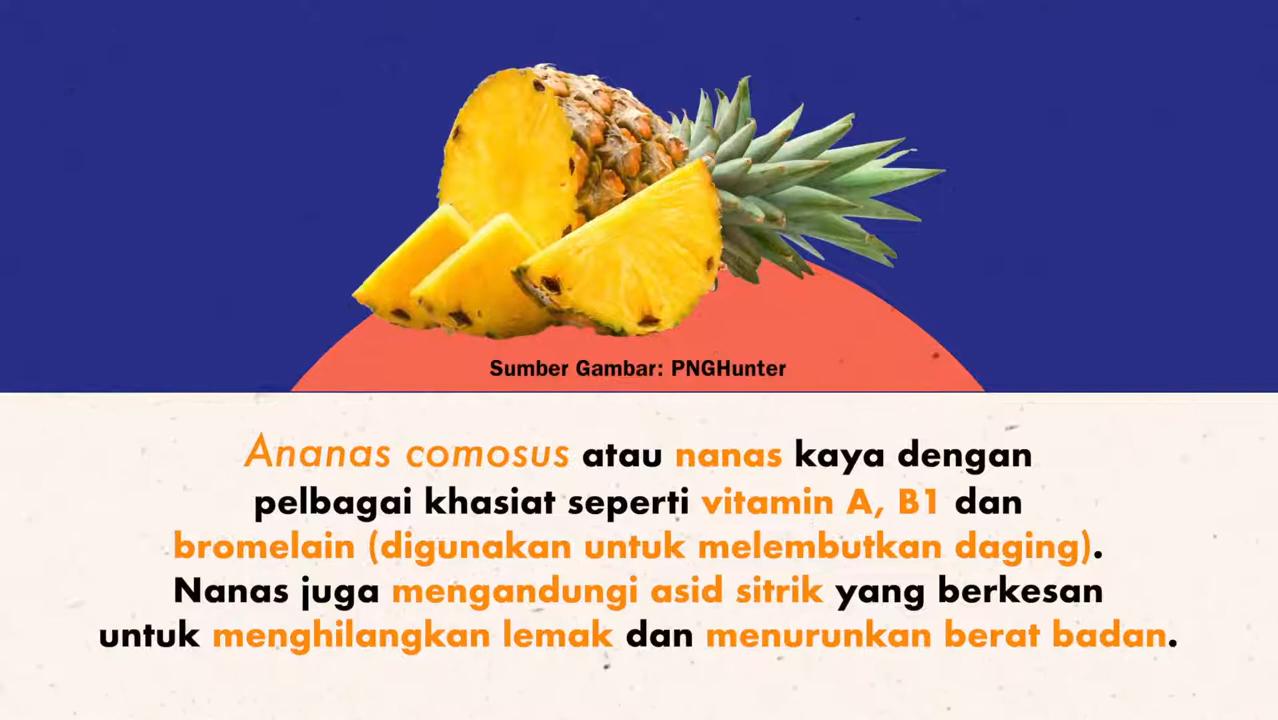 Sumber Gambar: PNGHunter
Ananas comosus atau nanas kaya dengan
pelbagai khasiat seperti vitamin A, B1 dan
bromelain (digunakan untuk melembutkan daging).
Nanas juga mengandungi asid sitrik yang berkesan
untuk menghilangkan lemak dan menurunkan berat badan.